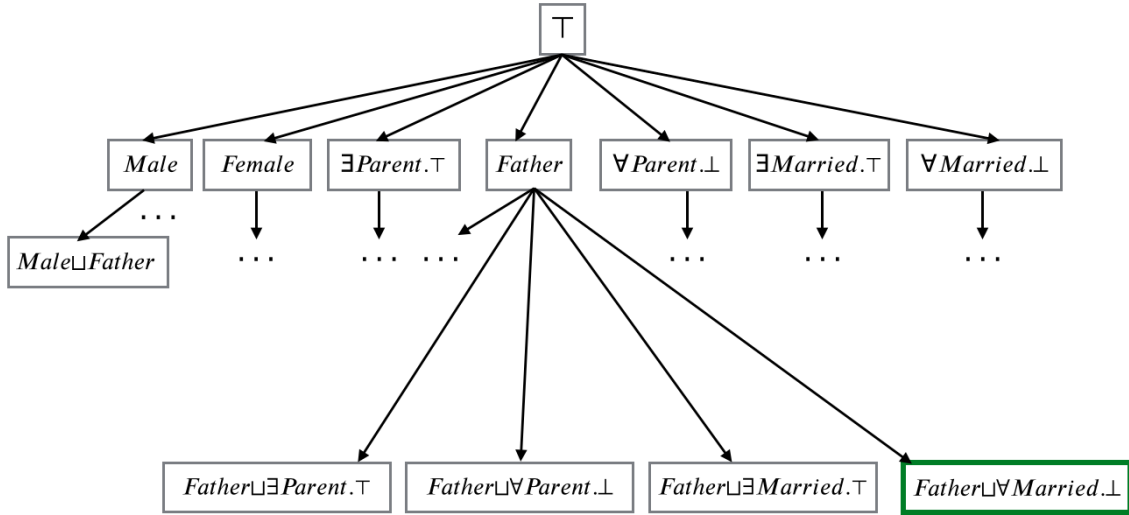 ⊤
Male
Female
∃Parent.⊤
Father
∀Parent.⊥
∃Married.⊤
∀Married.⊥
...
Male⊔Father
...
...
...
...
...
...
Father⊔∃Parent.⊤
Father⊔∀Parent.⊥
Father⊔∃Married.⊤
Father⊔∀Married.⊥